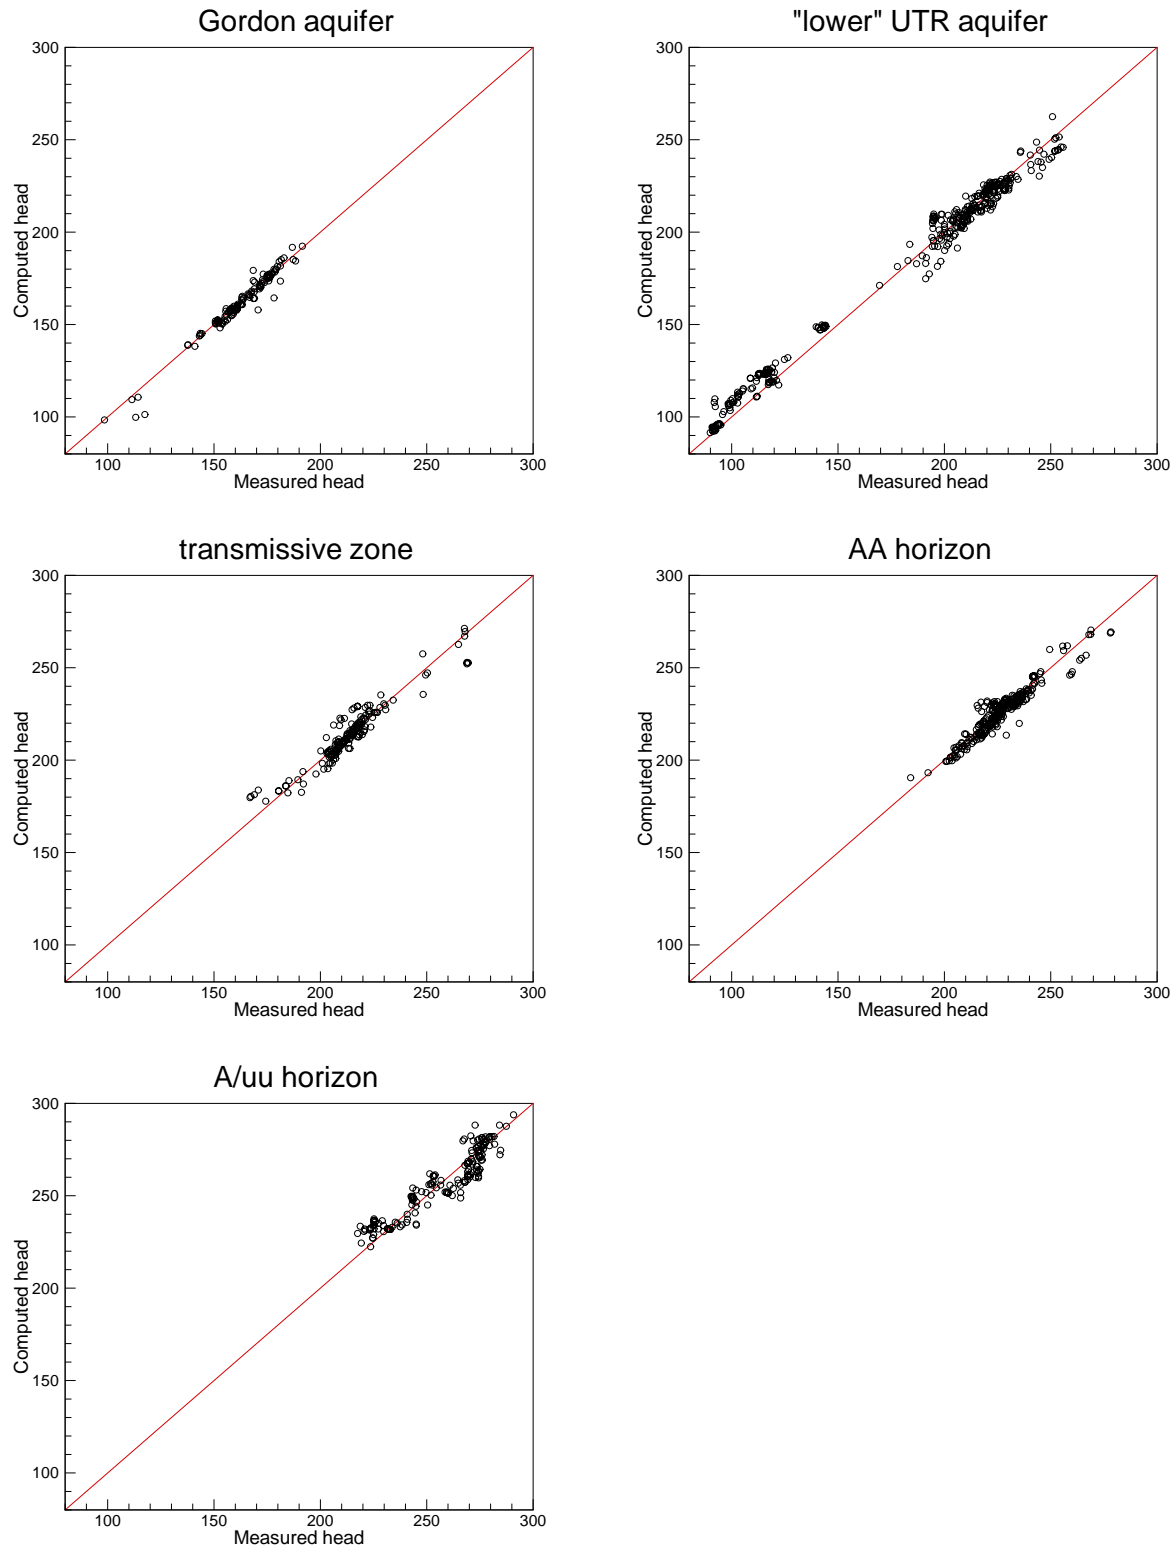 Gordon aquifer
300
250
200
150
100
Computed head
100 150 200 250 300
Measured head
"lower" UTR aquifer
300
250
200
150
100
Computed head
100 150 200 250 300
Measured head
transmissive zone
300
250
200
150
100
Computed head
100 150 200 250 300
Measured head
AA horizon
300
250
200
150
100
Computed head
100 150 200 250 300
Measured head
A/uu horizon
300
250
200
150
100
Computed head
100 150 200 250 300
Measured head